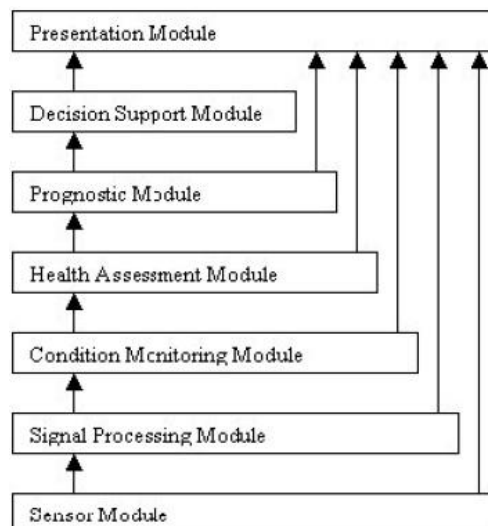 Presentation Module
Decision Support Module
Prognostic Module
Health Assessment Module
Condition Monitoring Module
Signal Processing Module
Sensor Module